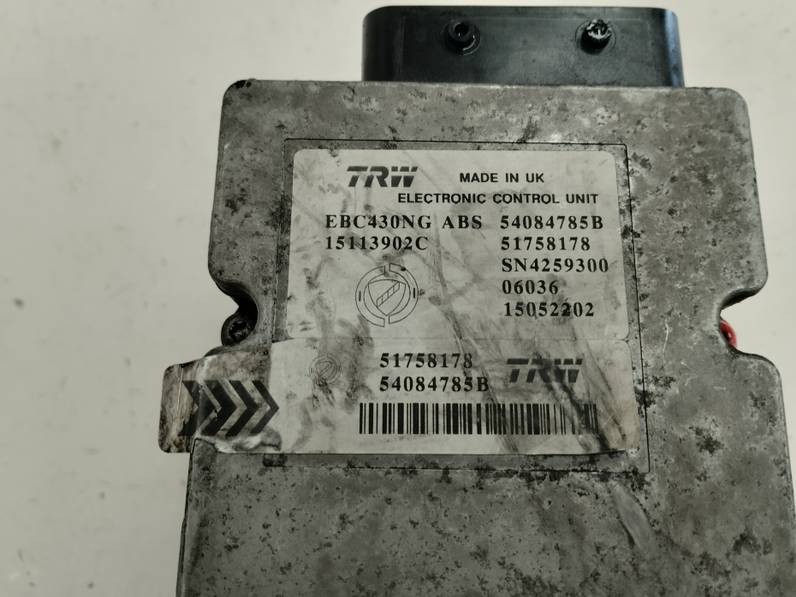 TRW MADE IN UK
ELECTRONIC CONTROL UNIT
EBC430NG ABS 54084785B
15113902C 51758178
SN4259300
06036
15052202
51758178 TRW
54084785B